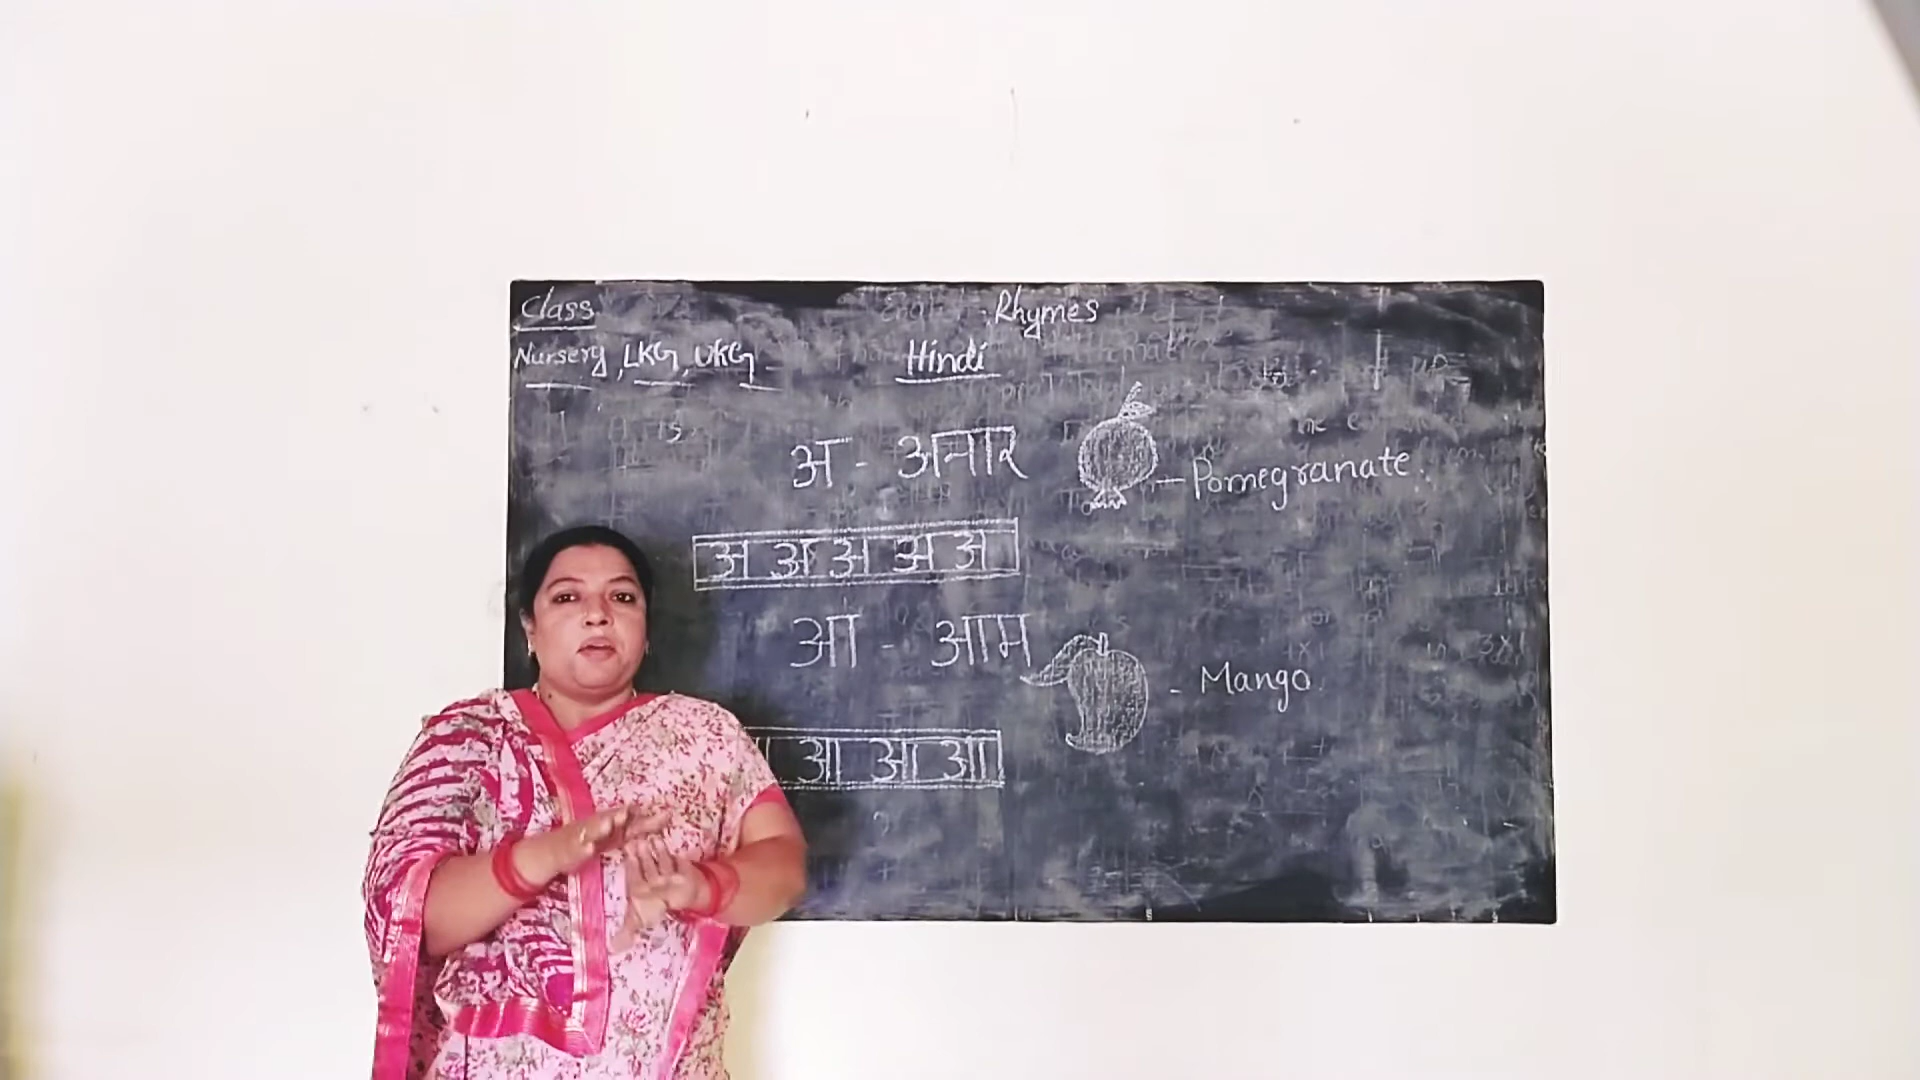 Class Rhymes
Nursery, LKG, UKG Hindi
अ - अनार - Pomegranate.
अ अ अ अ अ
आ - आम - Mango.
आ आ आ